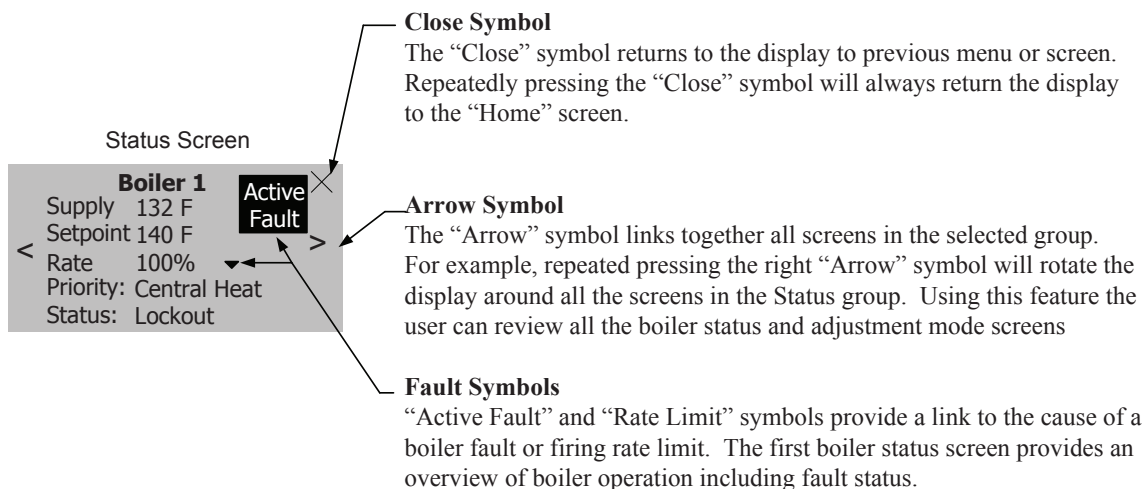 Close Symbol
The “Close” symbol returns to the display to previous menu or screen.
Repeatedly pressing the “Close” symbol will always return the display
to the “Home” screen.
Status Screen
Boiler 1
Active
Fault
Supply 132 F
Setpoint 140 F
< >
Rate 100%
Priority: Central Heat
Status: Lockout
Arrow Symbol
The “Arrow” symbol links together all screens in the selected group.
For example, repeated pressing the right “Arrow” symbol will rotate the
display around all the screens in the Status group.  Using this feature the
user can review all the boiler status and adjustment mode screens
Fault Symbols
“Active Fault” and “Rate Limit” symbols provide a link to the cause of a
boiler fault or firing rate limit.  The first boiler status screen provides an
overview of boiler operation including fault status.